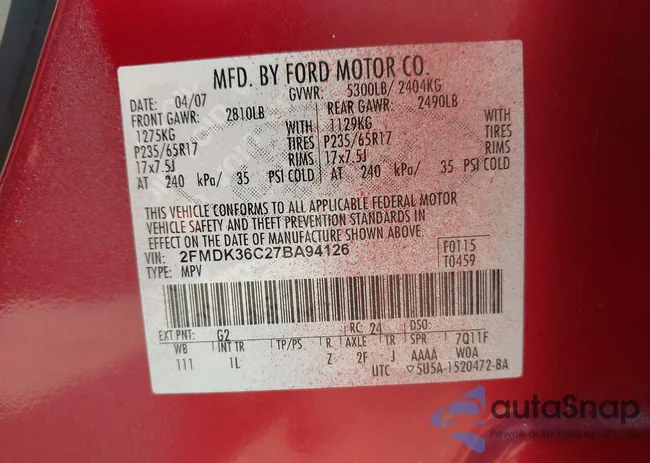 MFD. BY FORD MOTOR CO.
DATE: 04/07 GVWR: 5300LB/ 2404KG
FRONT GAWR: 2810LB REAR GAWR: 2490LB
1275KG WITH 1129KG WITH
P235/65R17 TIRES P235/65R17 TIRES
17x7.5J RIMS 17x7.5J RIMS
AT 240 kPa/ 35 PSI COLD AT 240 kPa/ 35 PSI COLD
THIS VEHICLE CONFORMS TO ALL APPLICABLE FEDERAL MOTOR
VEHICLE SAFETY AND THEFT PREVENTION STANDARDS IN
EFFECT ON THE DATE OF MANUFACTURE SHOWN ABOVE.
VIN: 2FMDK36C27BA94126 F0115
TYPE: MPV T0459
EXT PNT: G2 RC: 24 DSO:
WB INT TR TP/PS R AXLE TR SPR 7Q11F
111 1L Z 2F J AAAA W0A
UTC ▽5U5A-1520472-BA
autaSnap
Pewne auto